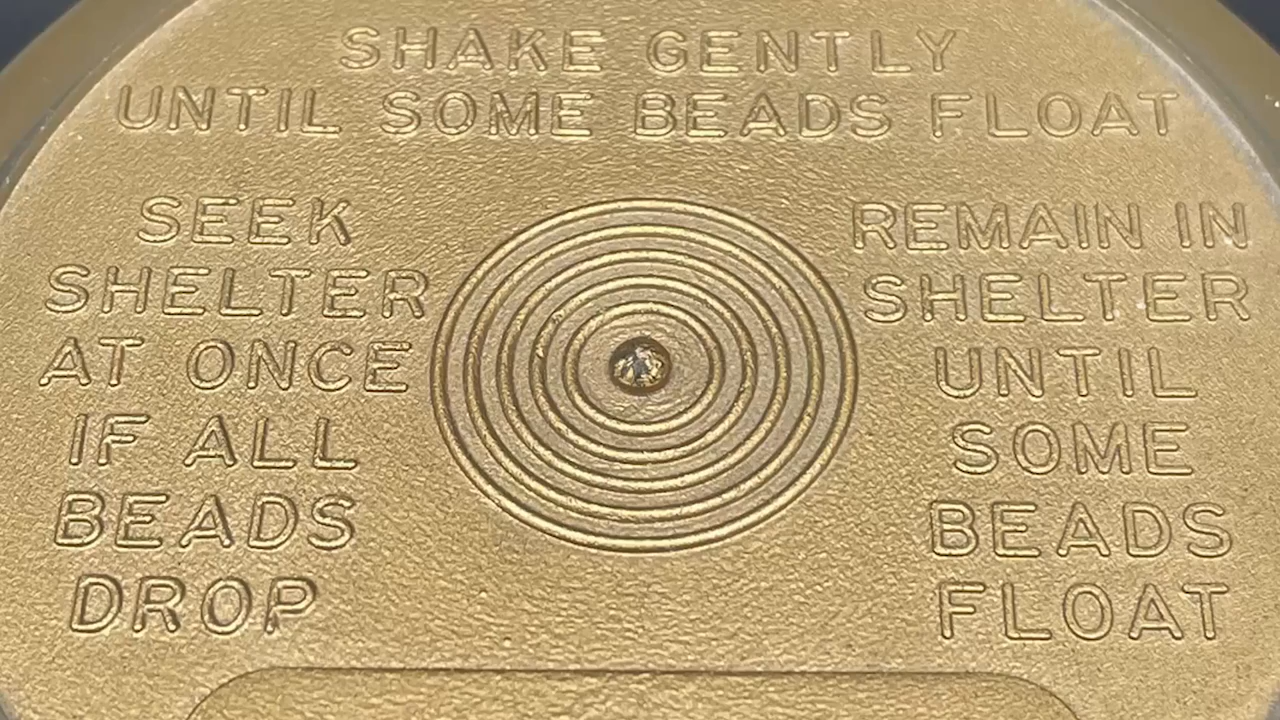 SHAKE GENTLY
UNTIL SOME BEADS FLOAT
SEEK
SHELTER
AT ONCE
IF ALL
BEADS
DROP
REMAIN IN
SHELTER
UNTIL
SOME
BEADS
FLOAT